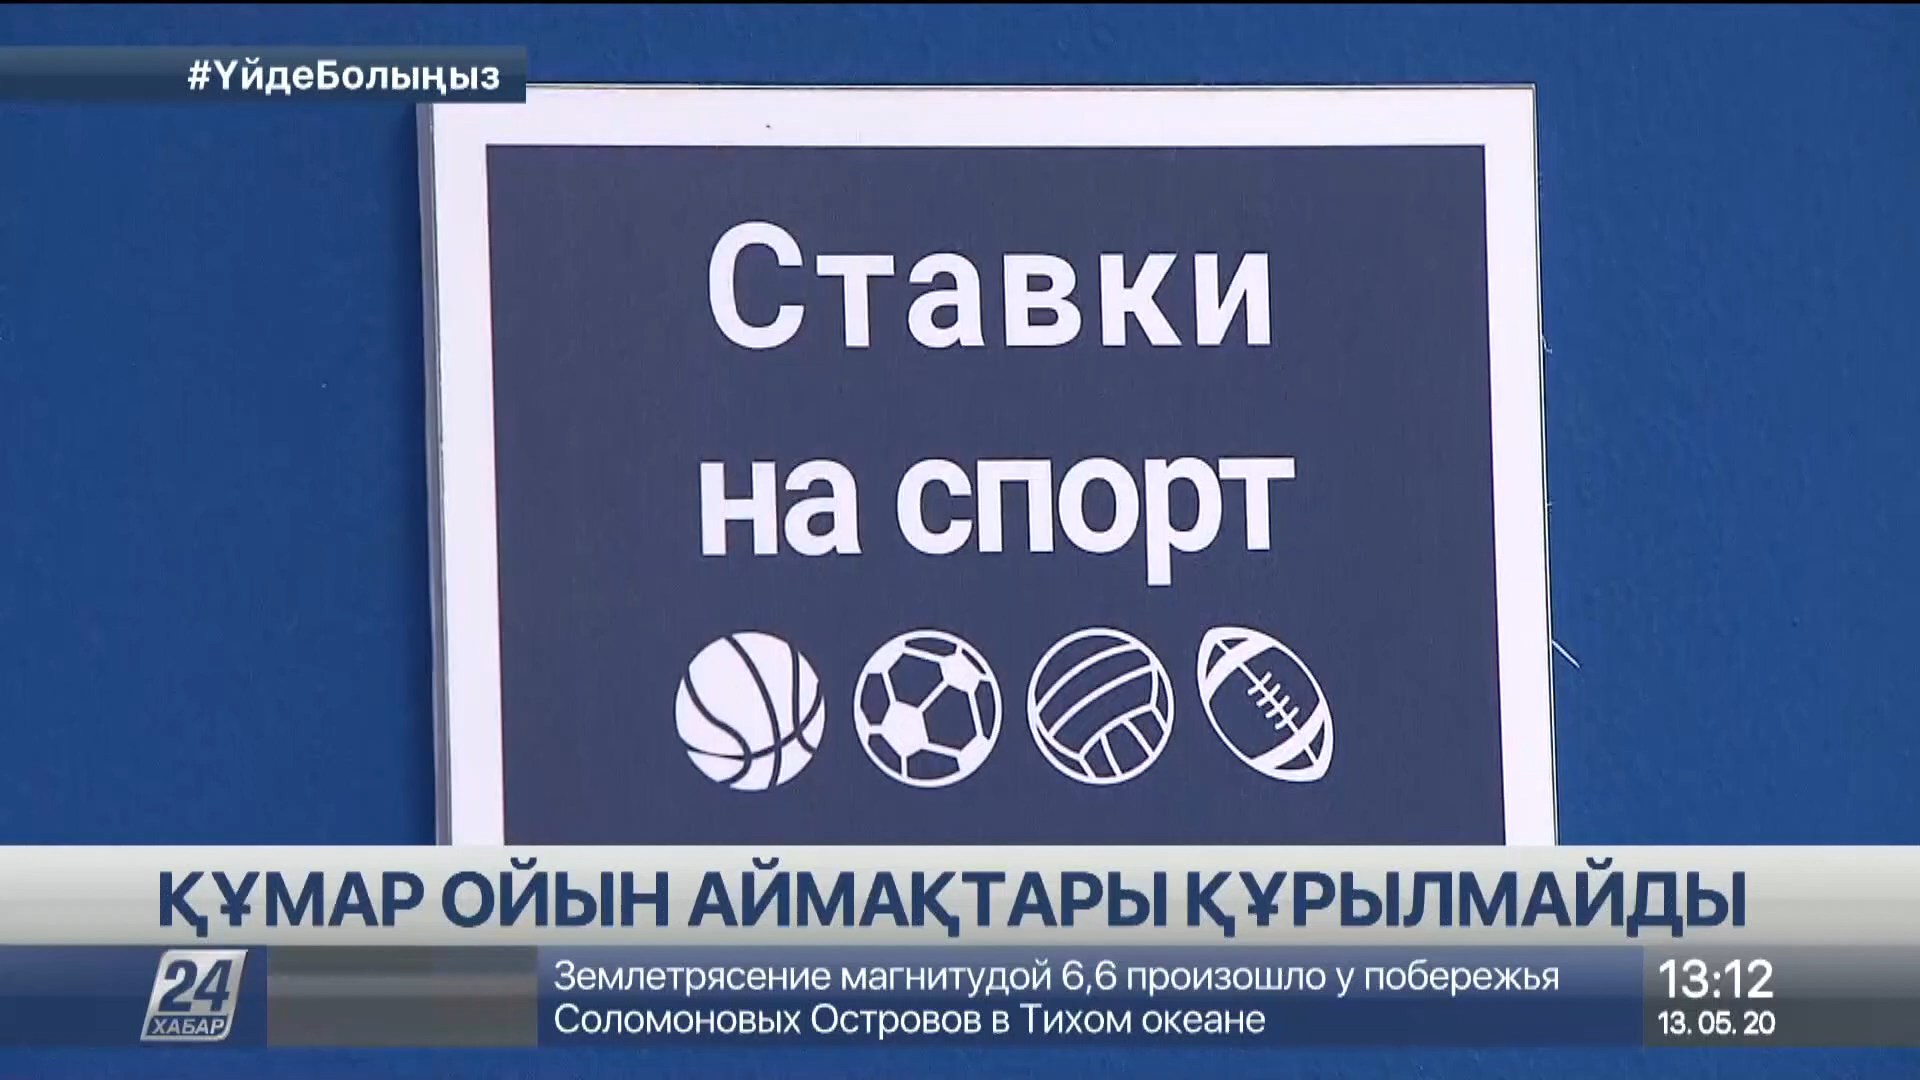 #ҮйдеБолыңыз
Ставки
на спорт
ҚҰМАР ОЙЫН АЙМАҚТАРЫ ҚҰРЫЛМАЙДЫ
24
ХАБАР
Землетрясение магнитудой 6,6 произошло у побережья
Соломоновых Островов в Тихом океане
13:12
13. 05. 20